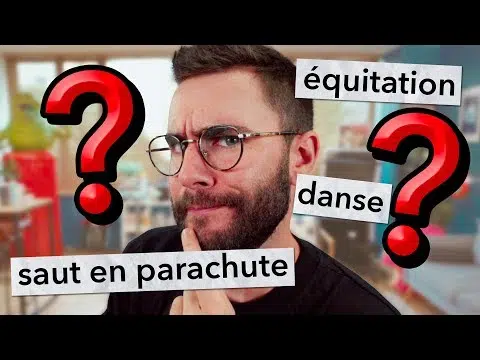 équitation
?
?
danse
saut en parachute